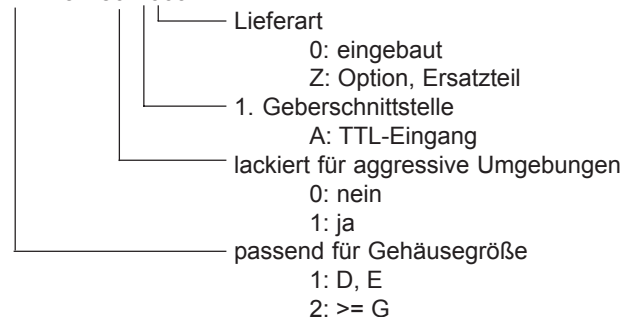 Lieferart
0: eingebaut
Z: Option, Ersatzteil
1. Geberschnittstelle
A: TTL-Eingang
lackiert für aggressive Umgebungen
0: nein
1: ja
passend für Gehäusegröße
1: D, E
2: >= G